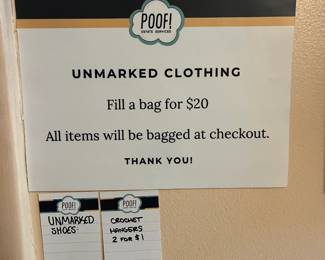 POOF!
ESTATE SERVICES
UNMARKED CLOTHING
Fill a bag for $20
All items will be bagged at checkout.
THANK YOU!
POOF!
UNMARKED
SHOES:
POOF!
CROCHET
HANGERS
2 FOR $1